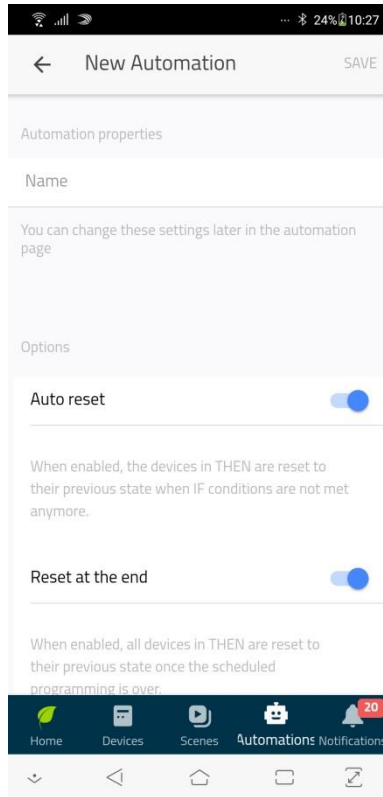 ... 24% 10:27
New Automation SAVE
Automation properties
Name
You can change these settings later in the automation
page
Options
Auto reset
When enabled, the devices in THEN are reset to
their previous state when IF conditions are not met
anymore.
Reset at the end
When enabled, all devices in THEN are reset to
their previous state once the scheduled
programming is over.
20
Home Devices Scenes Automations Notifications